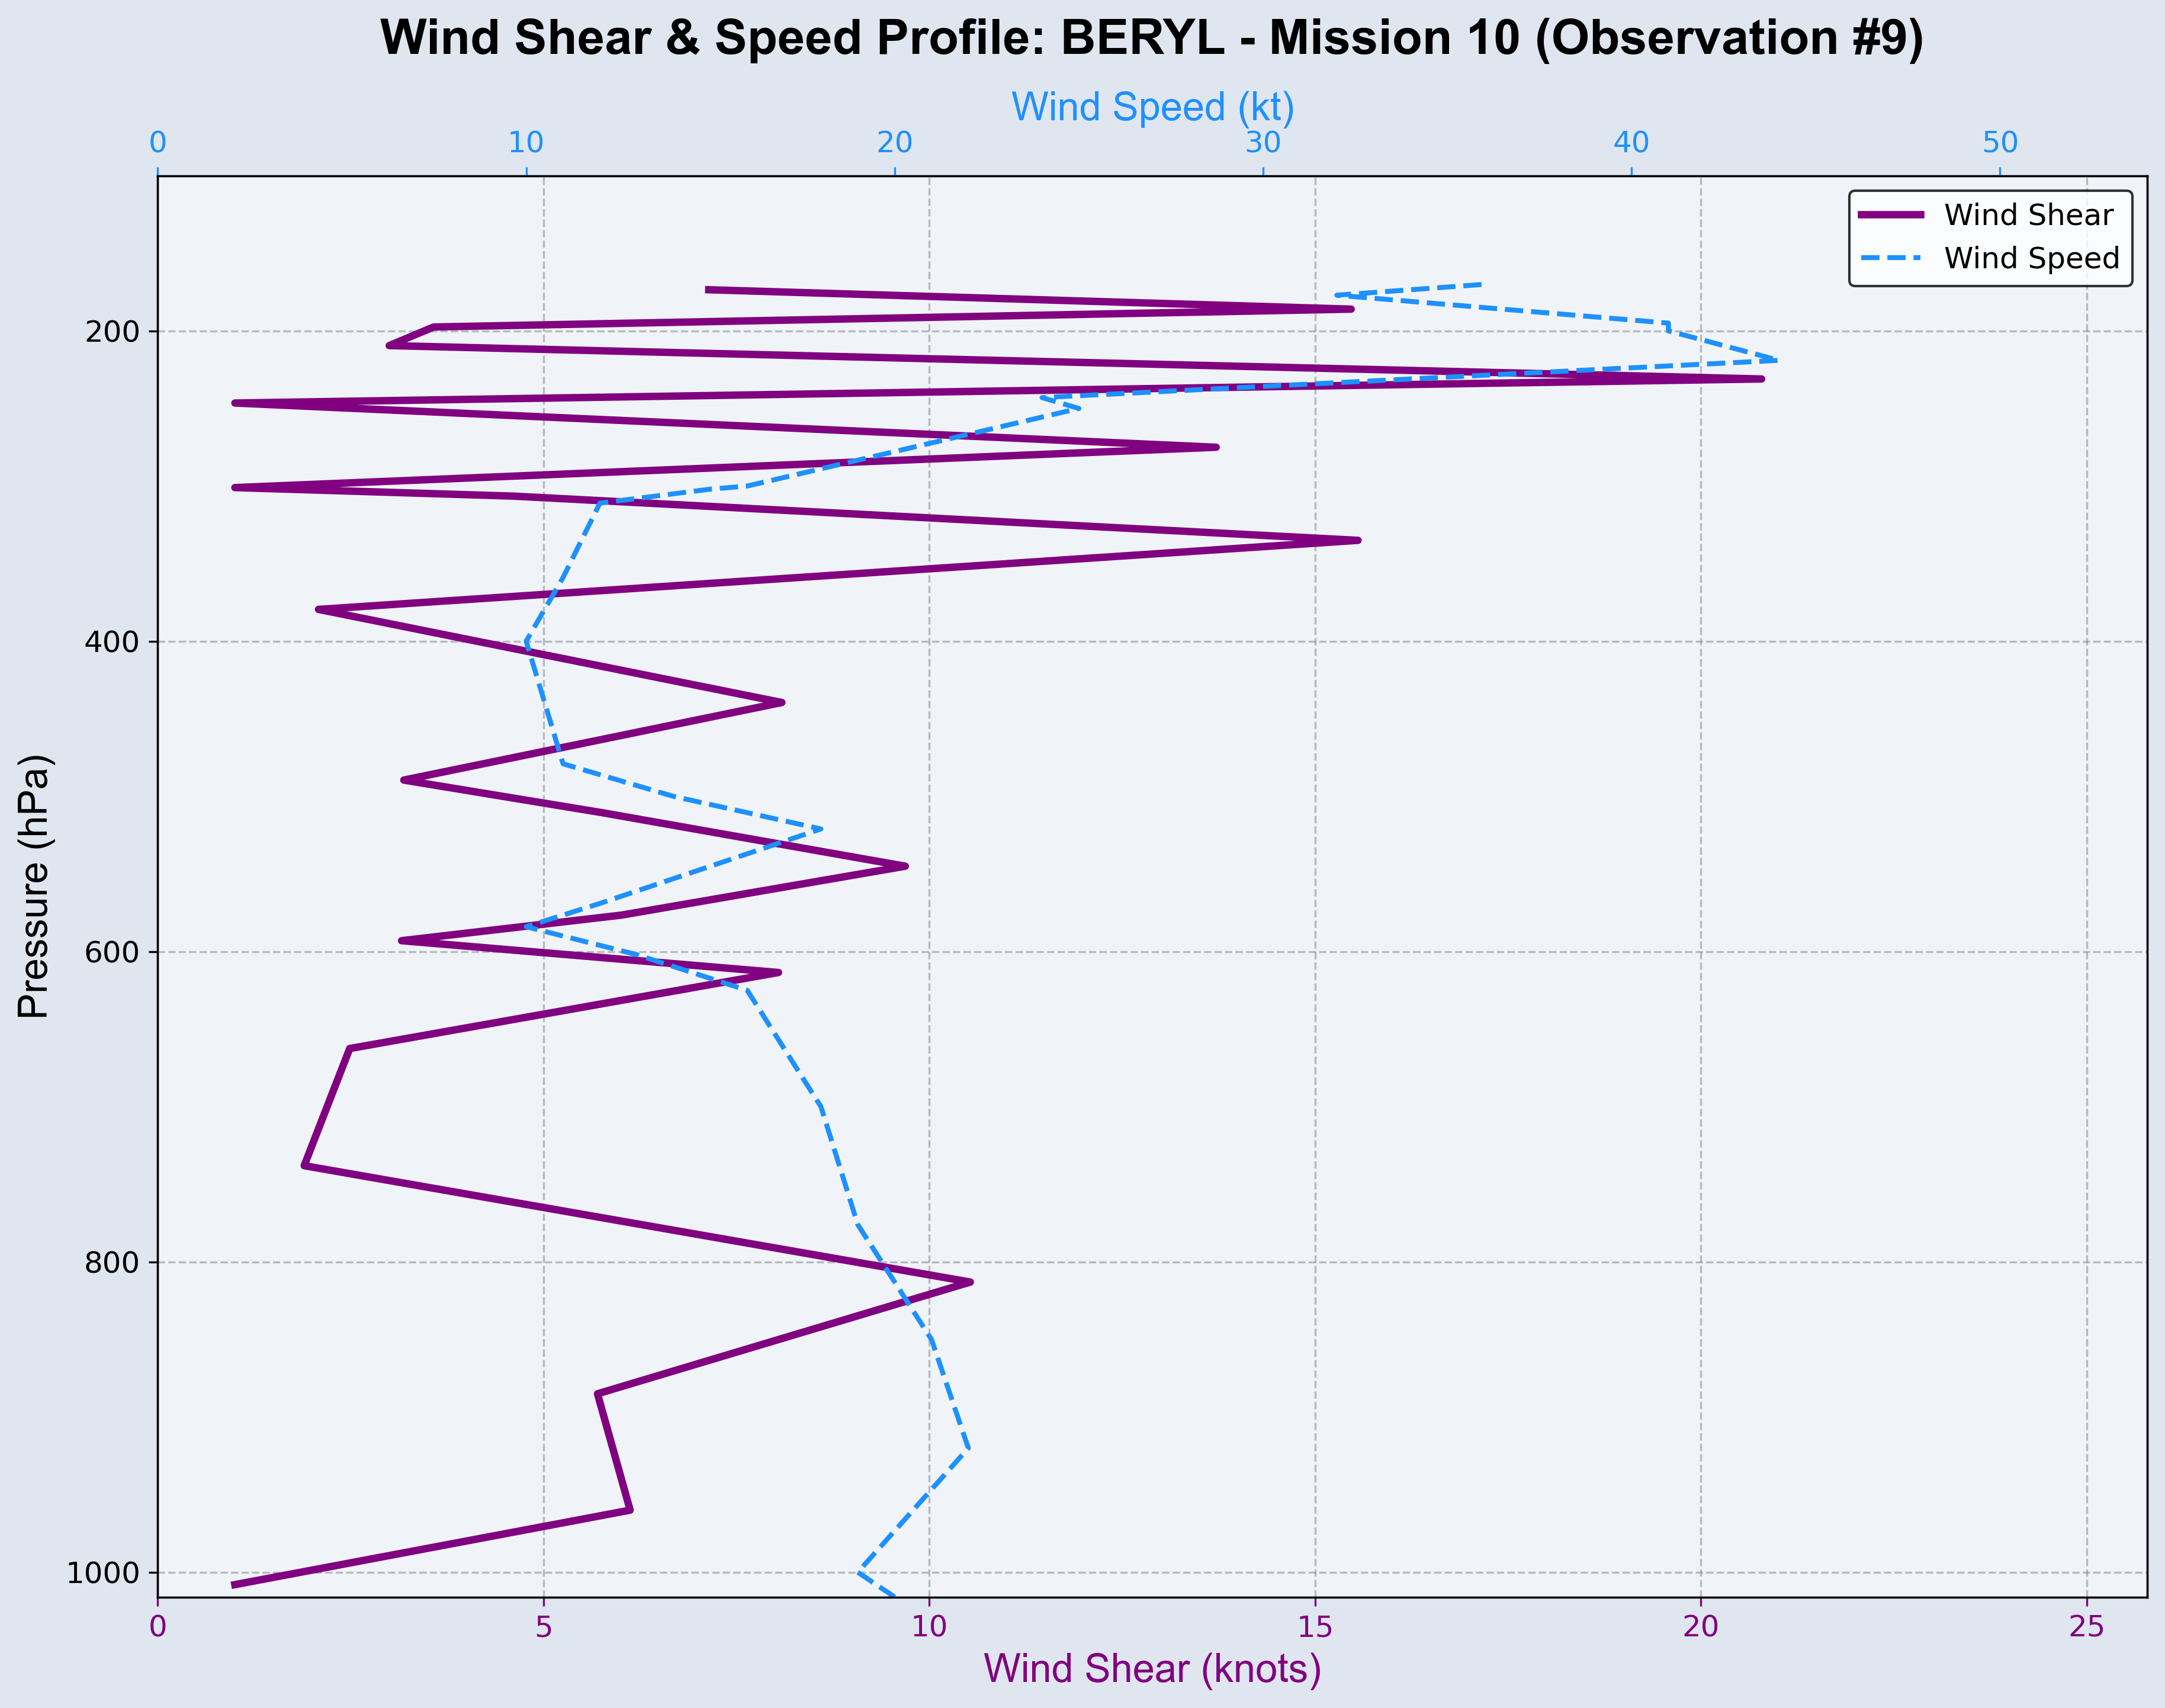 Wind Shear & Speed Profile: BERYL - Mission 10 (Observation #9)
Wind Speed (kt)
0 10 20 30 40 50
Wind Shear
Wind Speed
200
400
600
800
1000
Pressure (hPa)
0 5 10 15 20 25
Wind Shear (knots)